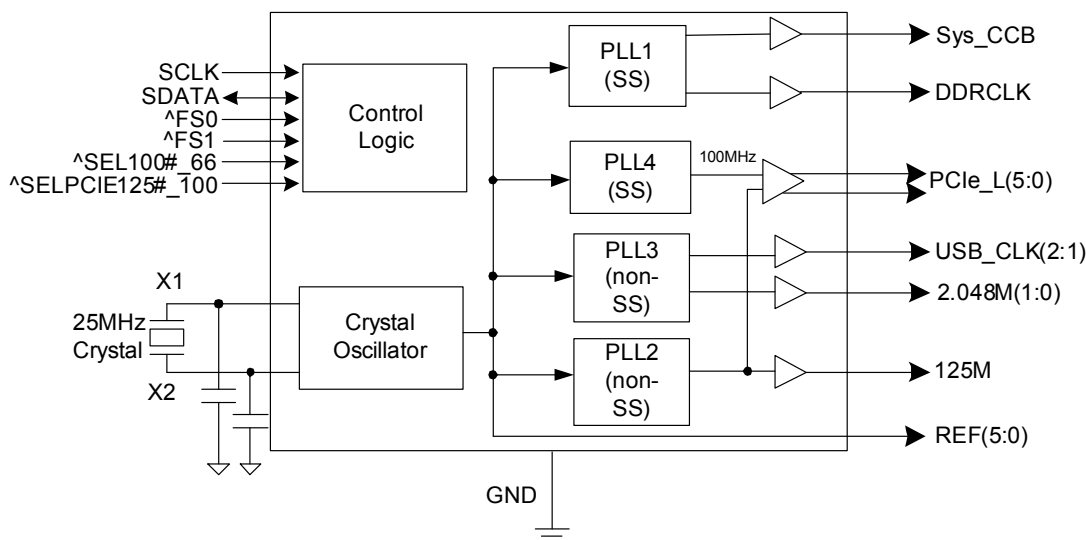 SCLK
SDATA
^FS0
^FS1
^SEL100#_66
^SELPCIE125#_100
Control
Logic
X1
25MHz
Crystal
X2
Crystal
Oscillator
PLL1
(SS)
PLL4
(SS)
100MHz
PLL3
(non-
SS)
PLL2
(non-
SS)
Sys_CCB
DDRCLK
PCIe_L(5:0)
USB_CLK(2:1)
2.048M(1:0)
125M
REF(5:0)
GND